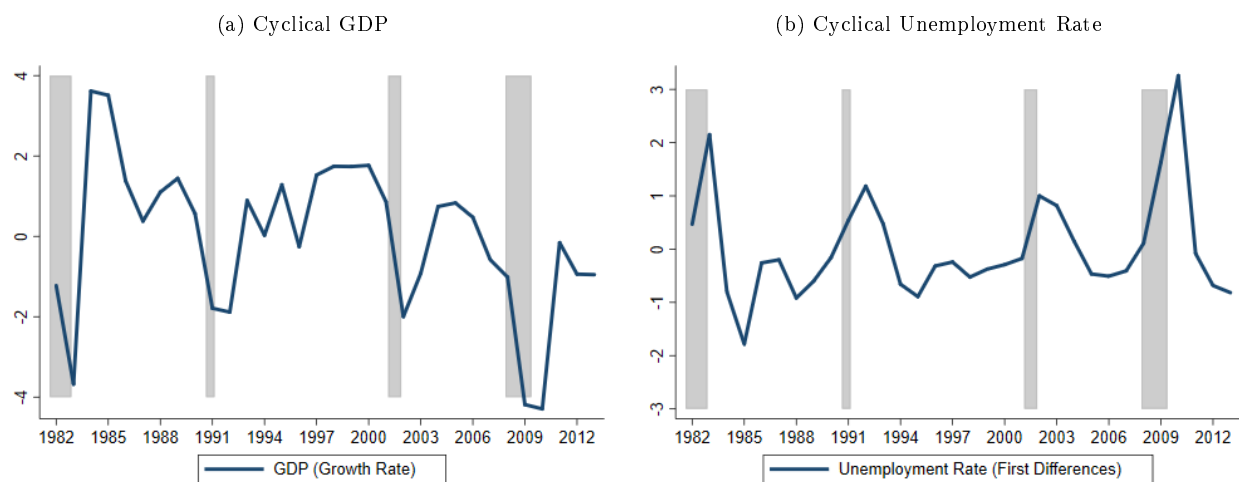 (a) Cyclical GDP
4
2
0
-2
-4
1982 1985 1988 1991 1994 1997 2000 2003 2006 2009 2012
GDP (Growth Rate)
(b) Cyclical Unemployment Rate
3
2
1
0
-1
-2
-3
1982 1985 1988 1991 1994 1997 2000 2003 2006 2009 2012
Unemployment Rate (First Differences)